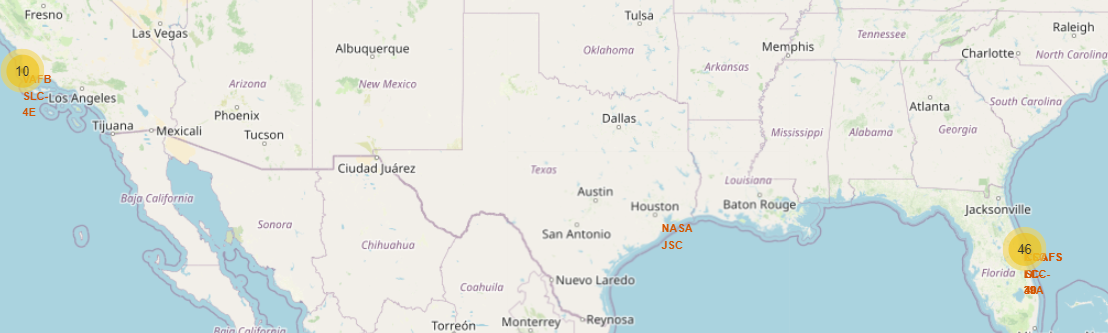 Fresno
Las Vegas
Tulsa
Raleigh
Tennessee
Albuquerque
Oklahoma
Memphis
Charlotte
North Carolina
10
VAFB
SLC-
4E
Arizona
New Mexico
Arkansas
Los Angeles
Atlanta
South Carolina
Phoenix
Dallas
Tijuana
Mexicali
Tucson
Mississippi
Alabama
Georgia
Ciudad Juárez
Texas
Louisiana
Baja California
Austin
Houston
Baton Rouge
Jacksonville
Sonora
NASA
JSC
San Antonio
Chihuahua
46
Florida
Coahuila
Nuevo Laredo
Baja California
Torreón
Monterrey
Reynosa